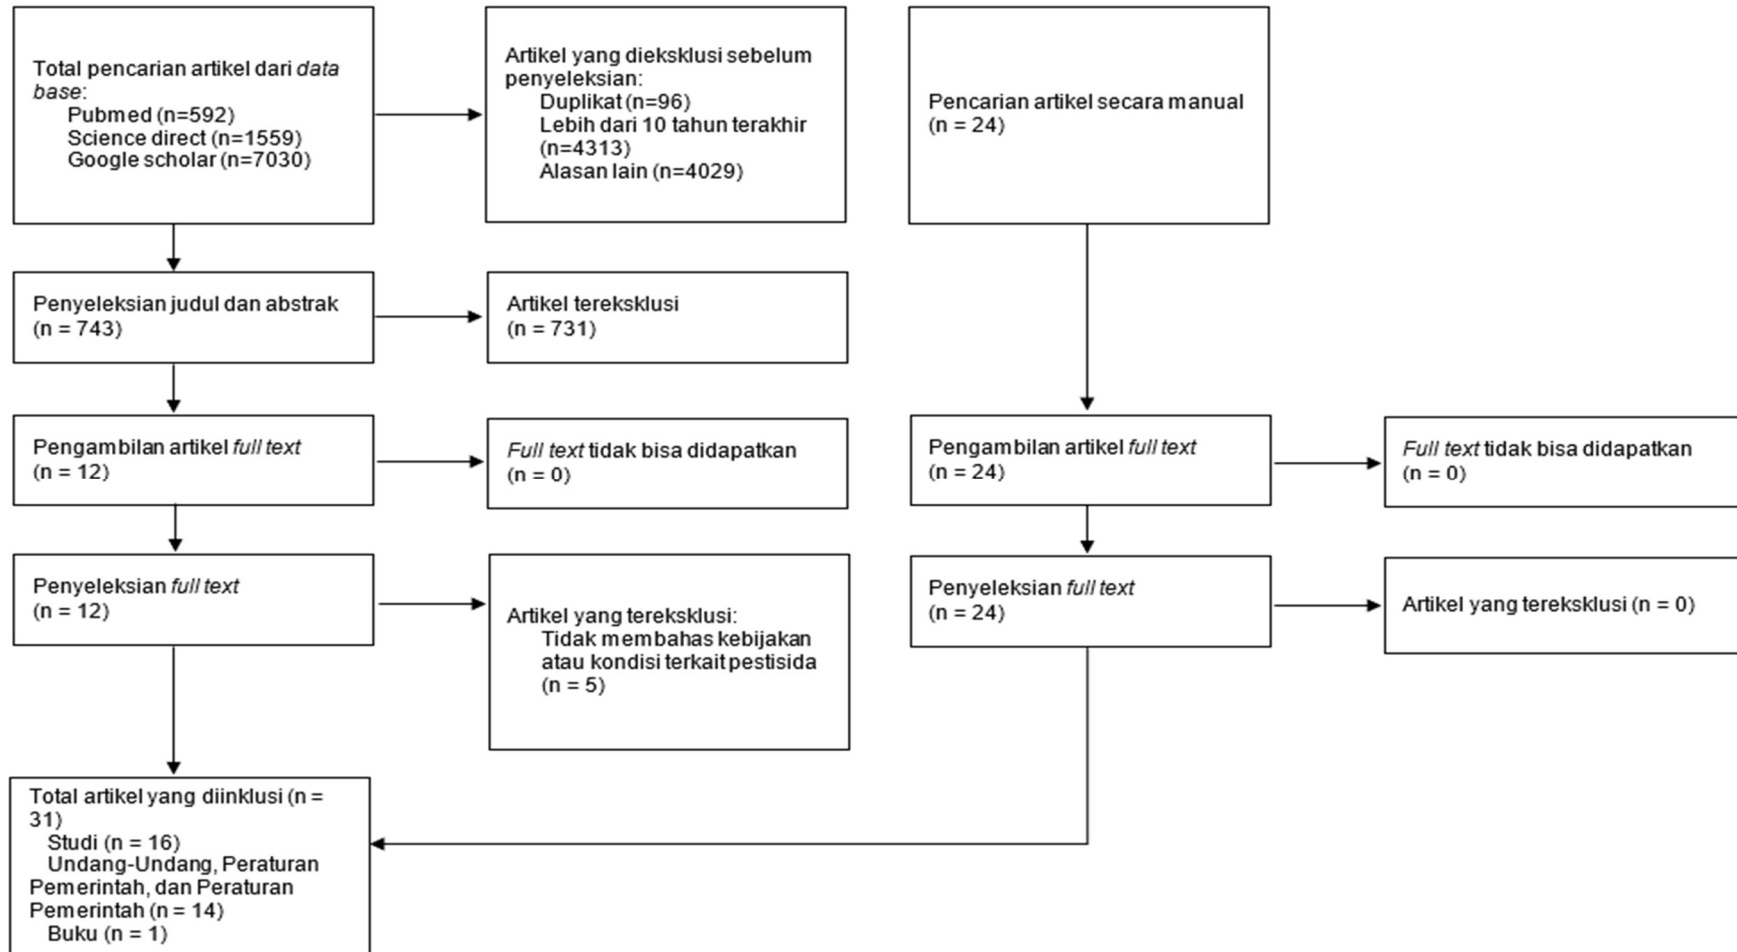 Total pencarian artikel dari data
base:
Pubmed (n=592)
Science direct (n=1559)
Google scholar (n=7030)
Artikel yang dieksklusi sebelum
penyeleksian:
Duplikat (n=96)
Lebih dari 10 tahun terakhir
(n=4313)
Alasan lain (n=4029)
Pencarian artikel secara manual
(n = 24)
Penyeleksian judul dan abstrak
(n = 743)
Artikel tereksklusi
(n = 731)
Pengambilan artikel full text
(n = 12)
Full text tidak bisa didapatkan
(n = 0)
Pengambilan artikel full text
(n = 24)
Full text tidak bisa didapatkan
(n = 0)
Penyeleksian full text
(n = 12)
Artikel yang tereksklusi:
Tidak membahas kebijakan
atau kondisi terkait pestisida
(n = 5)
Penyeleksian full text
(n = 24)
Artikel yang tereksklusi (n = 0)
Total artikel yang diinklusi (n =
31)
Studi (n = 16)
Undang-Undang, Peraturan
Pemerintah, dan Peraturan
Pemerintah (n = 14)
Buku (n = 1)